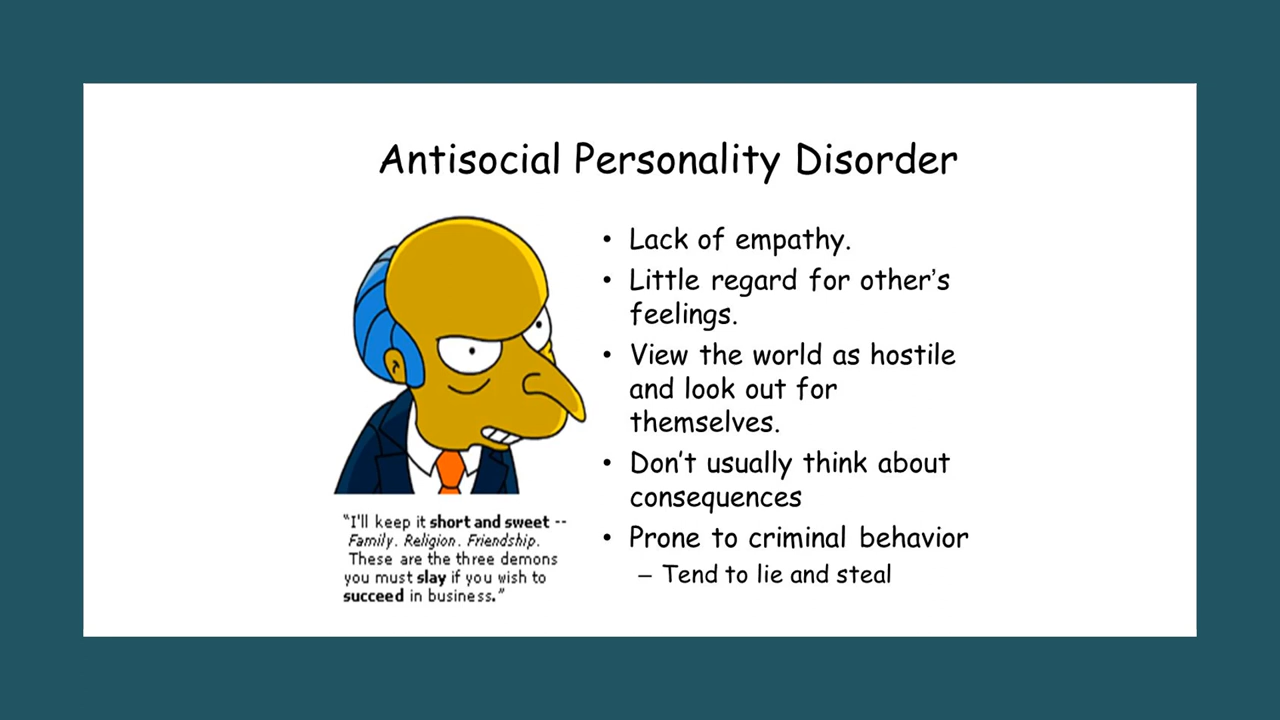 Antisocial Personality Disorder
• Lack of empathy.
• Little regard for other's
feelings.
• View the world as hostile
and look out for
themselves.
• Don't usually think about
consequences
• Prone to criminal behavior
– Tend to lie and steal
"I'll keep it short and sweet --
Family. Religion. Friendship.
These are the three demons
you must slay if you wish to
succeed in business."